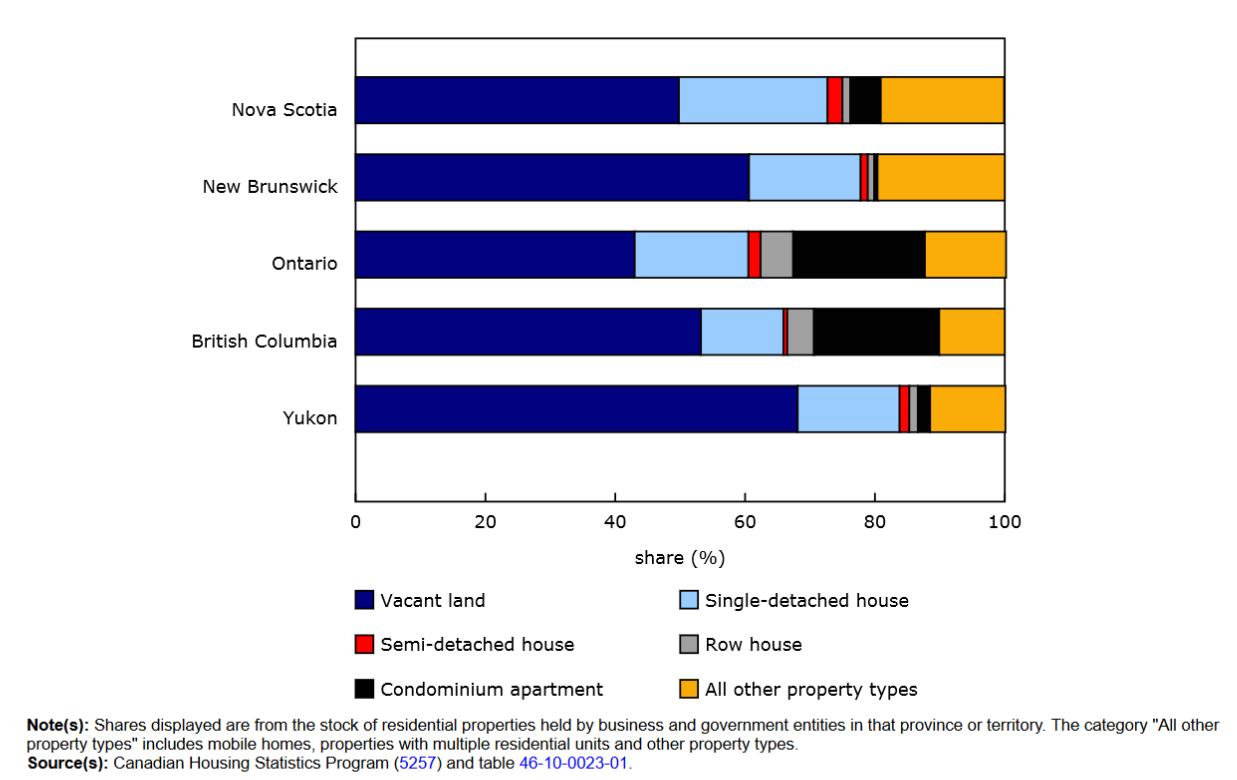 Nova Scotia
New Brunswick
Ontario
British Columbia
Yukon
0 20 40 60 80 100
share (%)
Vacant land Single-detached house
Semi-detached house Row house
Condominium apartment All other property types
Note(s): Shares displayed are from the stock of residential properties held by business and government entities in that province or territory. The category "All other
property types" includes mobile homes, properties with multiple residential units and other property types.
Source(s): Canadian Housing Statistics Program (5257) and table 46-10-0023-01.